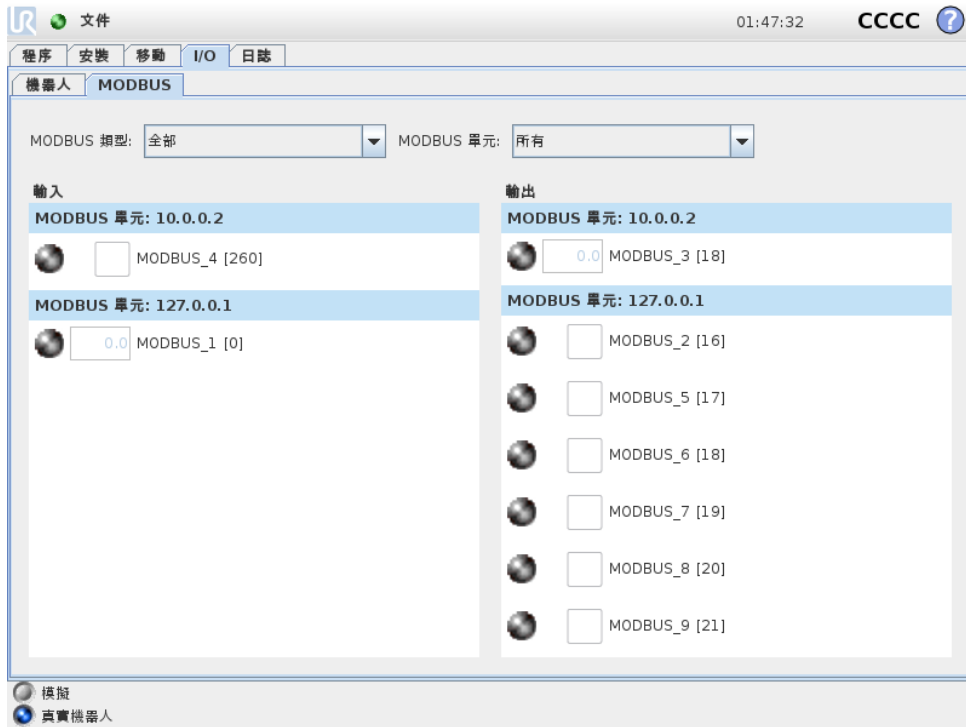 UR 文件 01:47:32 CCCC ?
程序 安裝 移動 I/O 日誌
機器人 MODBUS
MODBUS 類型: 全部 MODBUS 單元: 所有
輸入
MODBUS 單元: 10.0.0.2
MODBUS_4 [260]
MODBUS 單元: 127.0.0.1
0.0 MODBUS_1 [0]
輸出
MODBUS 單元: 10.0.0.2
0.0 MODBUS_3 [18]
MODBUS 單元: 127.0.0.1
MODBUS_2 [16]
MODBUS_5 [17]
MODBUS_6 [18]
MODBUS_7 [19]
MODBUS_8 [20]
MODBUS_9 [21]
模擬
真實機器人